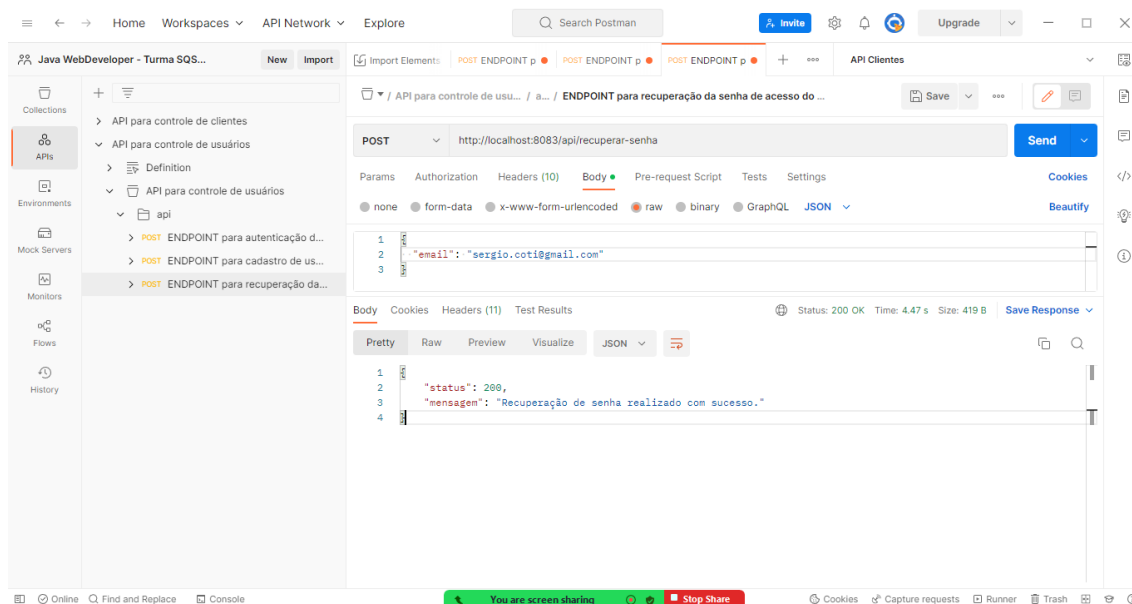 Home Workspaces API Network Explore Search Postman Invite Upgrade
Java WebDeveloper - Turma SQS... New Import
Import Elements POST ENDPOINT p POST ENDPOINT p POST ENDPOINT p API Clientes
Collections
APIs
Environments
Mock Servers
Monitors
Flows
History
API para controle de clientes
API para controle de usuários
Definition
API para controle de usuários
api
POST ENDPOINT para autenticação d...
POST ENDPOINT para cadastro de us...
POST ENDPOINT para recuperação da...
/ API para controle de usu... / a... / ENDPOINT para recuperação da senha de acesso do ... Save
POST http://localhost:8083/api/recuperar-senha Send
Params Authorization Headers (10) Body Pre-request Script Tests Settings Cookies
none form-data x-www-form-urlencoded raw binary GraphQL JSON Beautify
1 {
2 "email": "sergio.coti@gmail.com"
3 }
Body Cookies Headers (11) Test Results Status: 200 OK Time: 4.47 s Size: 419 B Save Response
Pretty Raw Preview Visualize JSON
1 {
2 "status": 200,
3 "mensagem": "Recuperação de senha realizado com sucesso."
4 }
Online Find and Replace Console You are screen sharing Stop Share Cookies Capture requests Runner Trash